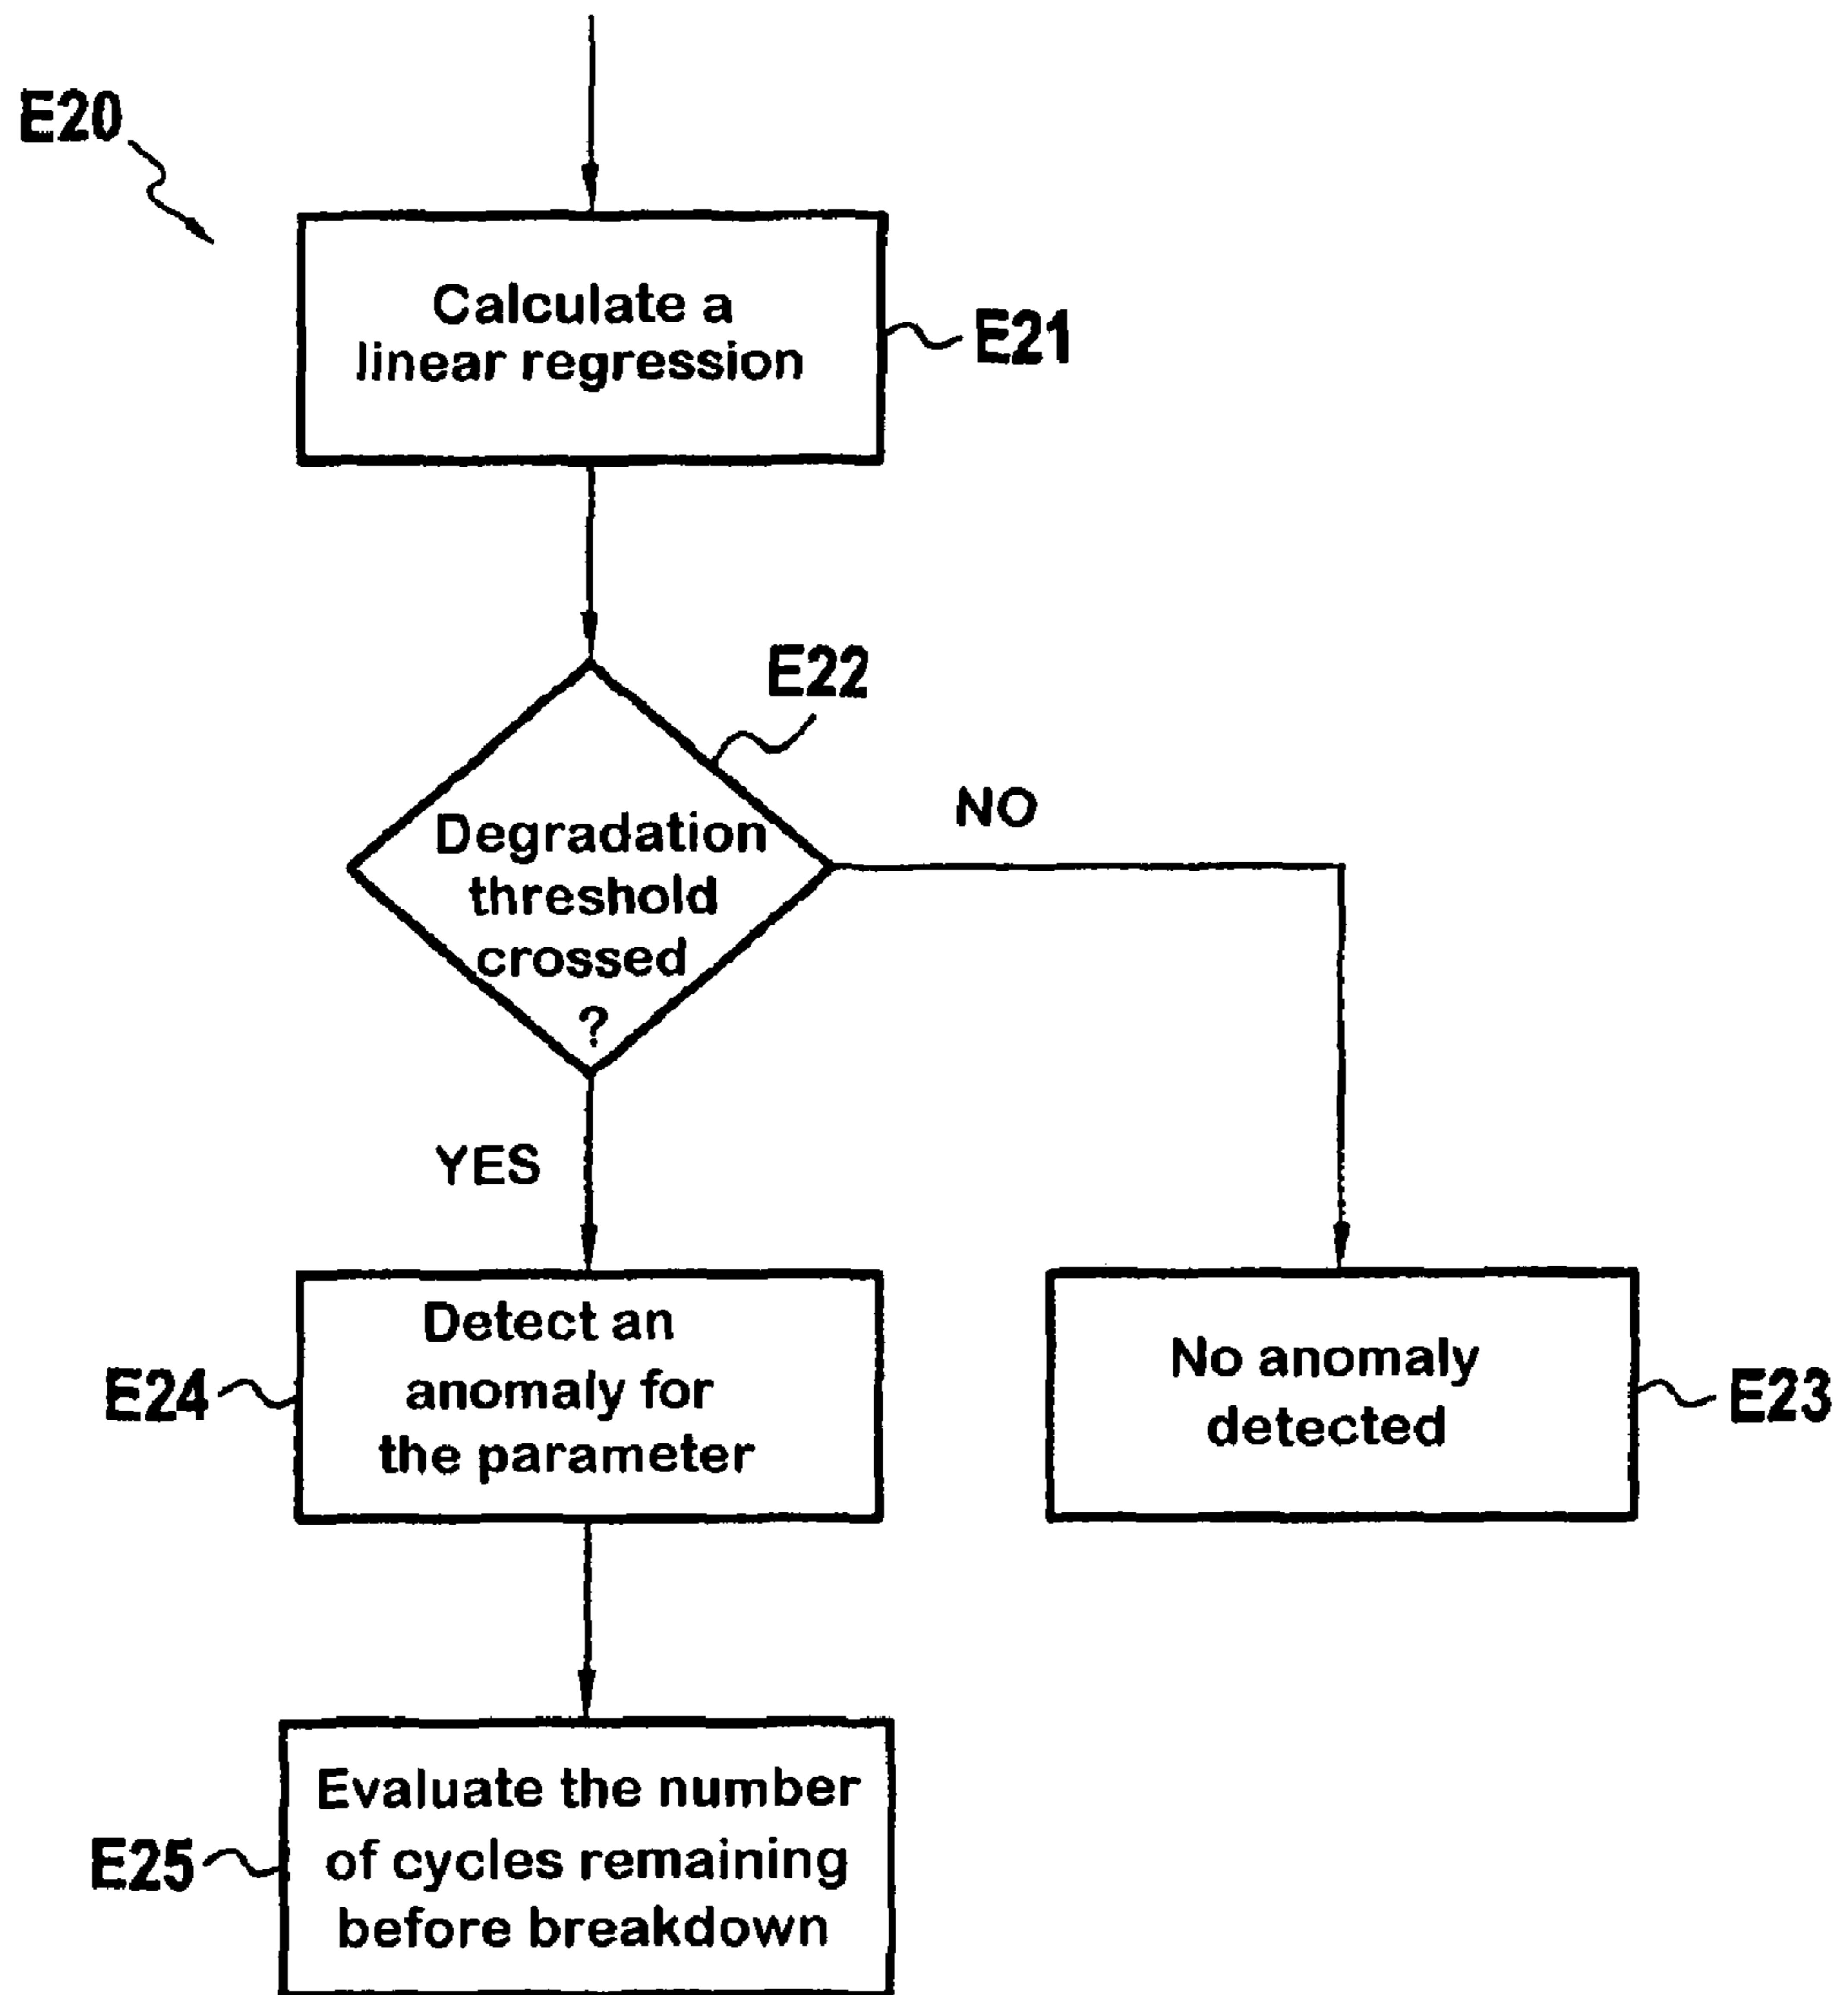 E20
Calculate a
linear regression
E21
E22
Degradation
threshold
crossed
?
NO
YES
Detect an
anomaly for
the parameter
E24
No anomaly
detected
E23
Evaluate the number
of cycles remaining
before breakdown
E25